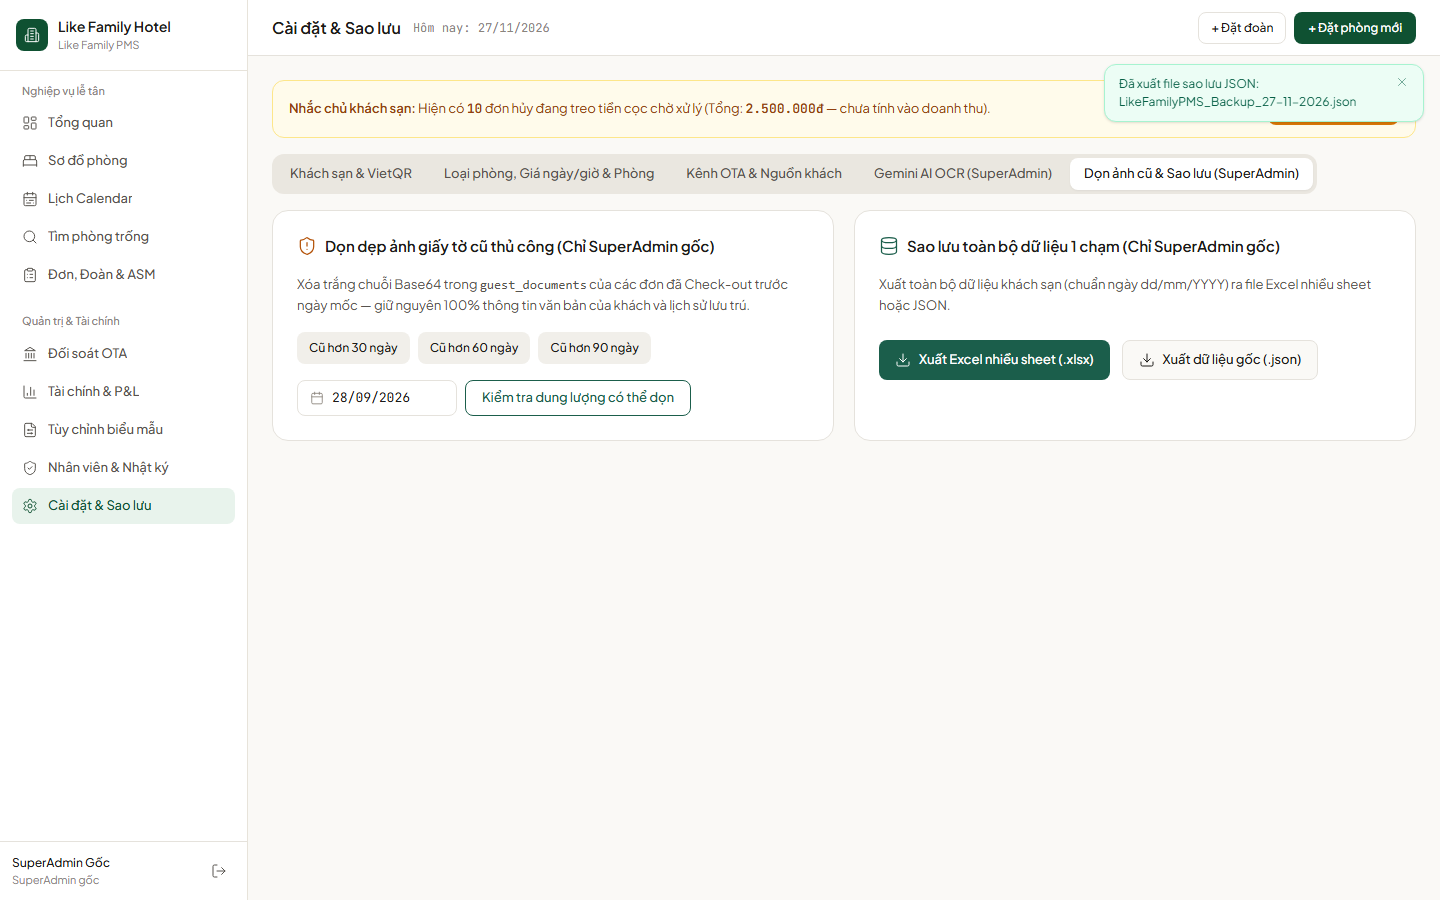 Like Family Hotel
Like Family PMS
Nghiệp vụ lễ tân
Tổng quan
Sơ đồ phòng
Lịch Calendar
Tìm phòng trống
Đơn, Đoàn & ASM
Quản trị & Tài chính
Đối soát OTA
Tài chính & P&L
Tùy chỉnh biểu mẫu
Nhân viên & Nhật ký
Cài đặt & Sao lưu
SuperAdmin Gốc
SuperAdmin gốc
Cài đặt & Sao lưu
Hôm nay: 27/11/2026
+ Đặt đoàn
+ Đặt phòng mới
Đã xuất file sao lưu JSON:
LikeFamilyPMS_Backup_27-11-2026.json
Nhắc chủ khách sạn: Hiện có 10 đơn hủy đang treo tiền cọc chờ xử lý (Tổng: 2.500.000đ — chưa tính vào doanh thu).
Khách sạn & VietQR
Loại phòng, Giá ngày/giờ & Phòng
Kênh OTA & Nguồn khách
Gemini AI OCR (SuperAdmin)
Dọn ảnh cũ & Sao lưu (SuperAdmin)
Dọn dẹp ảnh giấy tờ cũ thủ công (Chỉ SuperAdmin gốc)
Xóa trắng chuỗi Base64 trong guest_documents của các đơn đã Check-out trước
ngày mốc — giữ nguyên 100% thông tin văn bản của khách và lịch sử lưu trú.
Cũ hơn 30 ngày
Cũ hơn 60 ngày
Cũ hơn 90 ngày
28/09/2026
Kiểm tra dung lượng có thể dọn
Sao lưu toàn bộ dữ liệu 1 chạm (Chỉ SuperAdmin gốc)
Xuất toàn bộ dữ liệu khách sạn (chuẩn ngày dd/mm/YYYY) ra file Excel nhiều sheet
hoặc JSON.
Xuất Excel nhiều sheet (.xlsx)
Xuất dữ liệu gốc (.json)